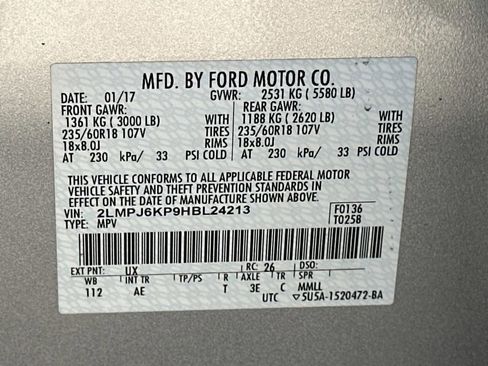 MFD. BY FORD MOTOR CO.
DATE: 01/17 GVWR: 2531 KG ( 5580 LB)
FRONT GAWR: REAR GAWR:
1361 KG ( 3000 LB) WITH 1188 KG ( 2620 LB) WITH
235/60R18 107V TIRES 235/60R18 107V TIRES
18x8.0J RIMS 18x8.0J RIMS
AT 230 kPa/ 33 PSI COLD AT 230 kPa/ 33 PSI COLD
THIS VEHICLE CONFORMS TO ALL APPLICABLE FEDERAL MOTOR
VEHICLE SAFETY AND THEFT PREVENTION STANDARDS IN
EFFECT ON THE DATE OF MANUFACTURE SHOWN ABOVE.
VIN: 2LMPJ6KP9HBL24213 F0136
TYPE: MPV T0258
EXT PNT: UX RC: 26 DSO:
WB INT TR TP/PS R AXLE TR SPR
112 AE T 3E C MMLL
UTC ▽5U5A-1520472-BA